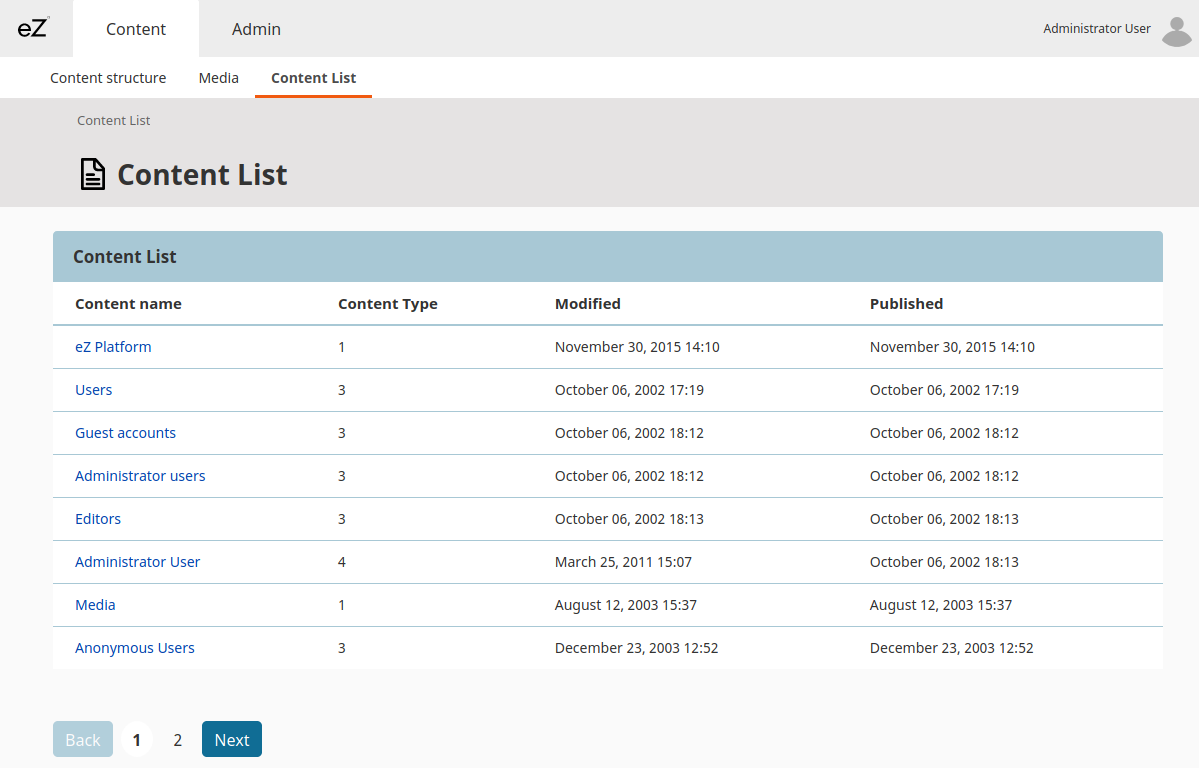 eZ Content Admin Administrator User
Content structure Media Content List
Content List
Content List
Content List
Content name Content Type Modified Published
eZ Platform 1 November 30, 2015 14:10 November 30, 2015 14:10
Users 3 October 06, 2002 17:19 October 06, 2002 17:19
Guest accounts 3 October 06, 2002 18:12 October 06, 2002 18:12
Administrator users 3 October 06, 2002 18:12 October 06, 2002 18:12
Editors 3 October 06, 2002 18:13 October 06, 2002 18:13
Administrator User 4 March 25, 2011 15:07 October 06, 2002 18:13
Media 1 August 12, 2003 15:37 August 12, 2003 15:37
Anonymous Users 3 December 23, 2003 12:52 December 23, 2003 12:52
Back 1 2 Next